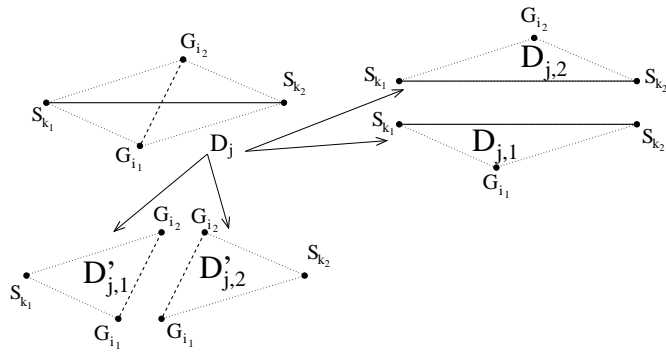 G_{i_2}
S_{k_1}
S_{k_2}
G_{i_1}
D_j
G_{i_2}
D_{j,2}
S_{k_1}
S_{k_2}
S_{k_1}
D_{j,1}
S_{k_2}
G_{i_1}
G_{i_2}
G_{i_2}
D'_{j,1}
D'_{j,2}
S_{k_1}
S_{k_2}
G_{i_1}
G_{i_1}